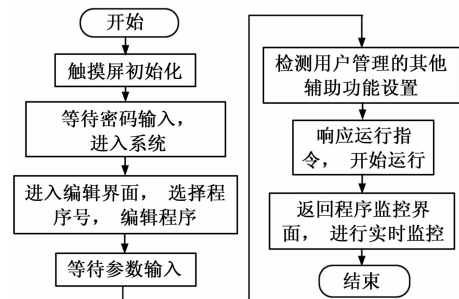 开始
触摸屏初始化
等待密码输入，
进入系统
进入编辑界面，选择程
序号，编辑程序
等待参数输入
检测用户管理的其他
辅助功能设置
响应运行指
令，开始运行
返回程序监控界
面，进行实时监控
结束